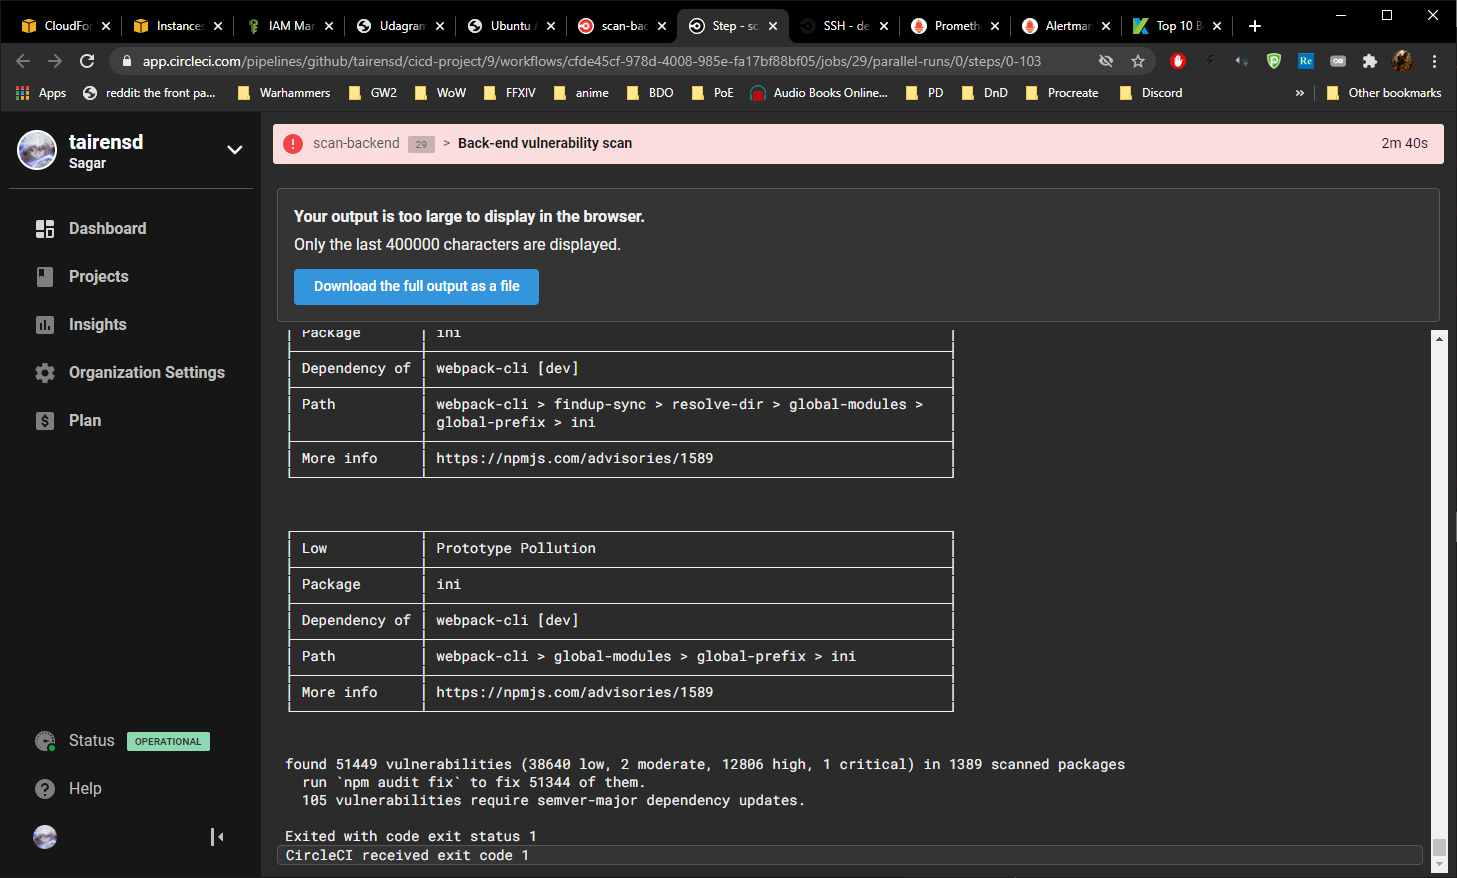 CloudFor
Instances
IAM Mar
Udagram
Ubuntu A
scan-bac
Step - sc
SSH - de
Prometh
Alertman
Top 10 B
app.circleci.com/pipelines/github/tairensd/cicd-project/9/workflows/cfde45cf-978d-4008-985e-fa17bf88bf05/jobs/29/parallel-runs/0/steps/0-103
Apps
reddit: the front pa...
Warhammers
GW2
WoW
FFXIV
anime
BDO
PoE
Audio Books Online...
PD
DnD
Procreate
Discord
»
Other bookmarks
tairensd
Sagar
Dashboard
Projects
Insights
Organization Settings
Plan
Status OPERATIONAL
Help
scan-backend 29 > Back-end vulnerability scan 2m 40s
Your output is too large to display in the browser.
Only the last 400000 characters are displayed.
Download the full output as a file
Package ini
Dependency of webpack-cli [dev]
Path webpack-cli > findup-sync > resolve-dir > global-modules >
global-prefix > ini
More info https://npmjs.com/advisories/1589
Low Prototype Pollution
Package ini
Dependency of webpack-cli [dev]
Path webpack-cli > global-modules > global-prefix > ini
More info https://npmjs.com/advisories/1589
found 51449 vulnerabilities (38640 low, 2 moderate, 12806 high, 1 critical) in 1389 scanned packages
run `npm audit fix` to fix 51344 of them.
105 vulnerabilities require semver-major dependency updates.
Exited with code exit status 1
CircleCI received exit code 1